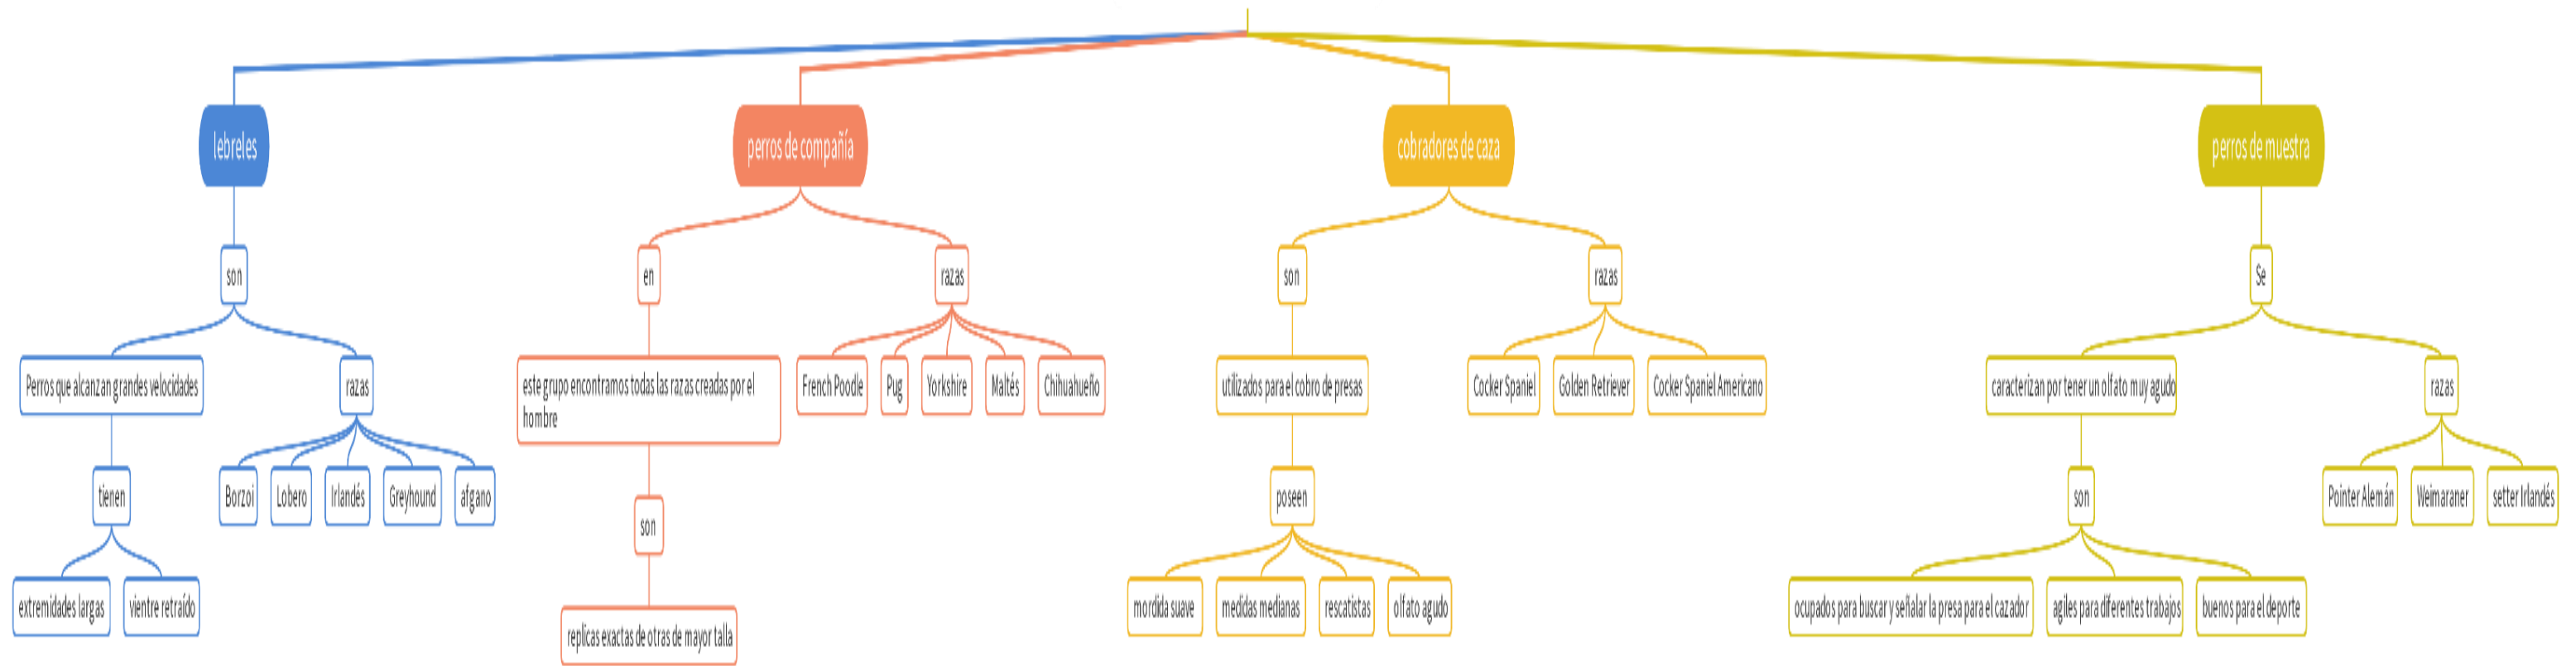 lebreles
perros de compañía
cobradores de caza
perros de muestra
son
en
razas
son
razas
Se
Perros que alcanzan grandes velocidades
razas
este grupo encontramos todas las razas creadas por el
hombre
French Poodle
Pug
Yorkshire
Maltés
Chihuahueño
utilizados para el cobro de presas
Cocker Spaniel
Golden Retriever
Cocker Spaniel Americano
caracterizan por tener un olfato muy agudo
razas
tienen
Borzoi
Lobero
Irlandés
Greyhound
afgano
son
poseen
son
Pointer Alemán
Weimaraner
setter Irlandés
extremidades largas
vientre retraído
replicas exactas de otras de mayor talla
mordida suave
medidas medianas
rescatistas
olfato agudo
ocupados para buscar y señalar la presa para el cazador
agiles para diferentes trabajos
buenos para el deporte